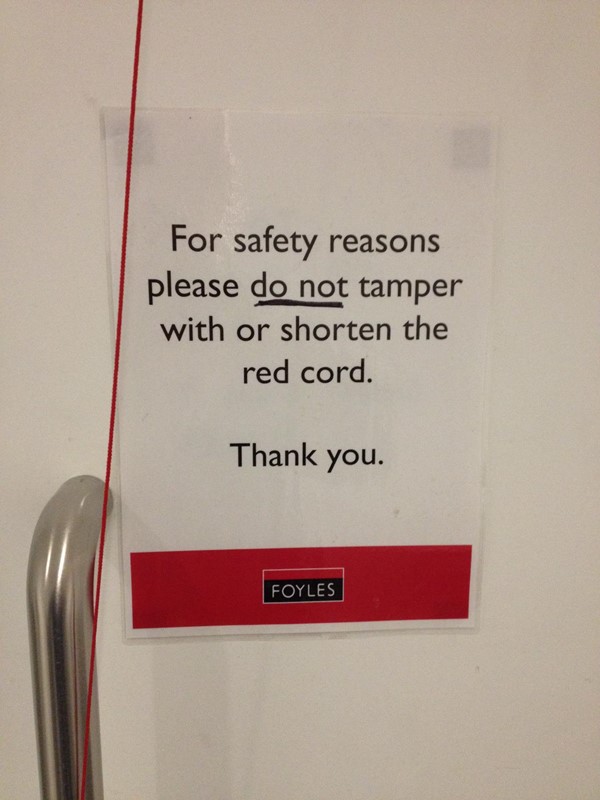 For safety reasons
please do not tamper
with or shorten the
red cord.
Thank you.
FOYLES